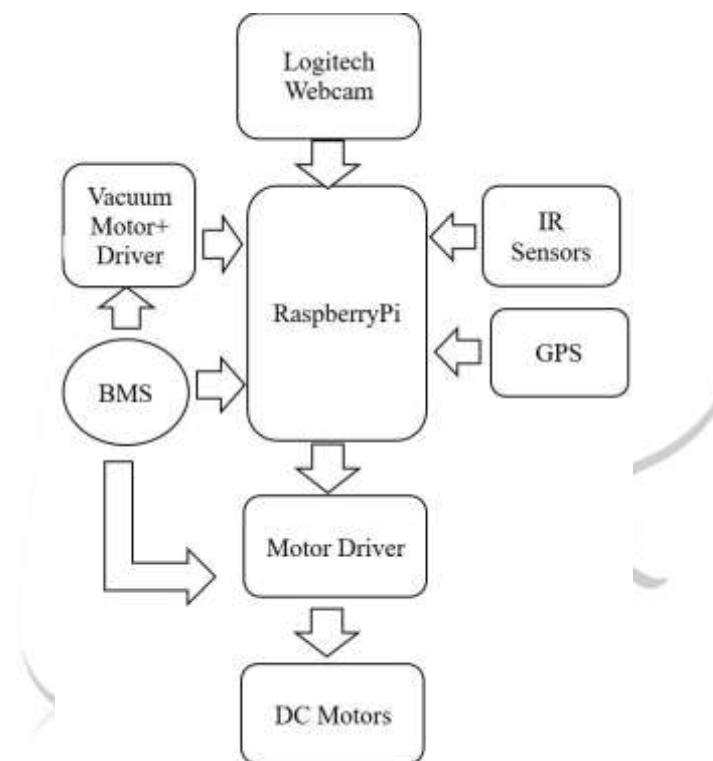 Logitech
Webcam
Vacuum
Motor+
Driver
IR
Sensors
RaspberryPi
GPS
BMS
Motor Driver
DC Motors